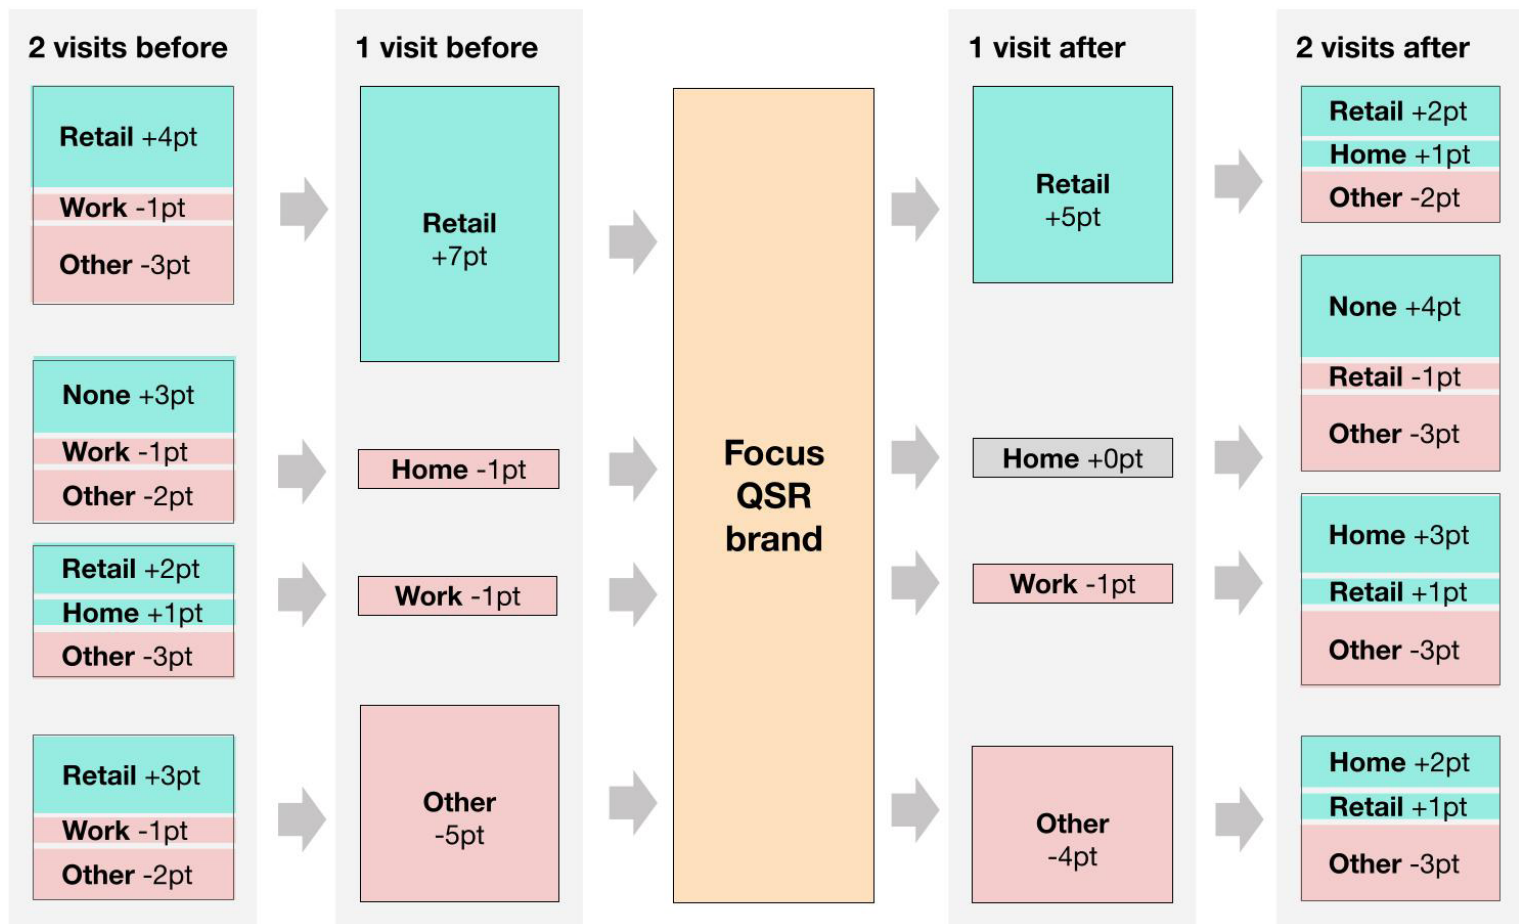 2 visits before
Retail +4pt
Work -1pt
Other -3pt
None +3pt
Work -1pt
Other -2pt
Retail +2pt
Home +1pt
Other -3pt
Retail +3pt
Work -1pt
Other -2pt
1 visit before
Retail
+7pt
Home -1pt
Work -1pt
Other
-5pt
Focus
QSR
brand
1 visit after
Retail
+5pt
Home +0pt
Work -1pt
Other
-4pt
2 visits after
Retail +2pt
Home +1pt
Other -2pt
None +4pt
Retail -1pt
Other -3pt
Home +3pt
Retail +1pt
Other -3pt
Home +2pt
Retail +1pt
Other -3pt